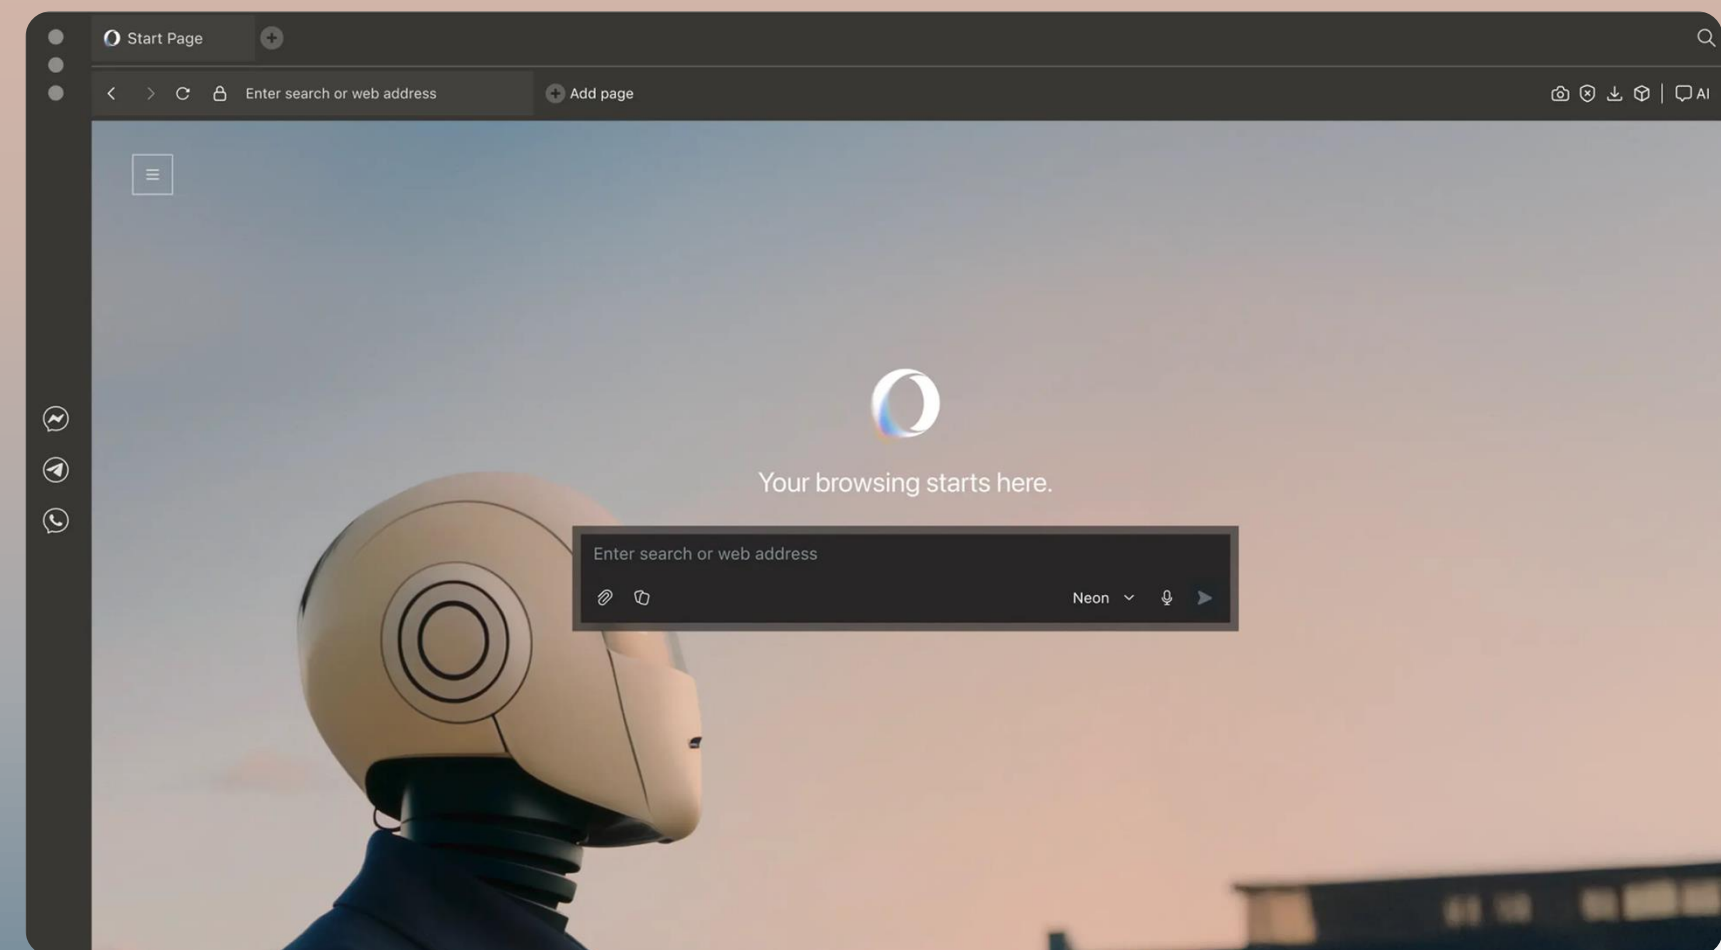 Start Page
Enter search or web address
Add page
AI
Your browsing starts here.
Enter search or web address
Neon